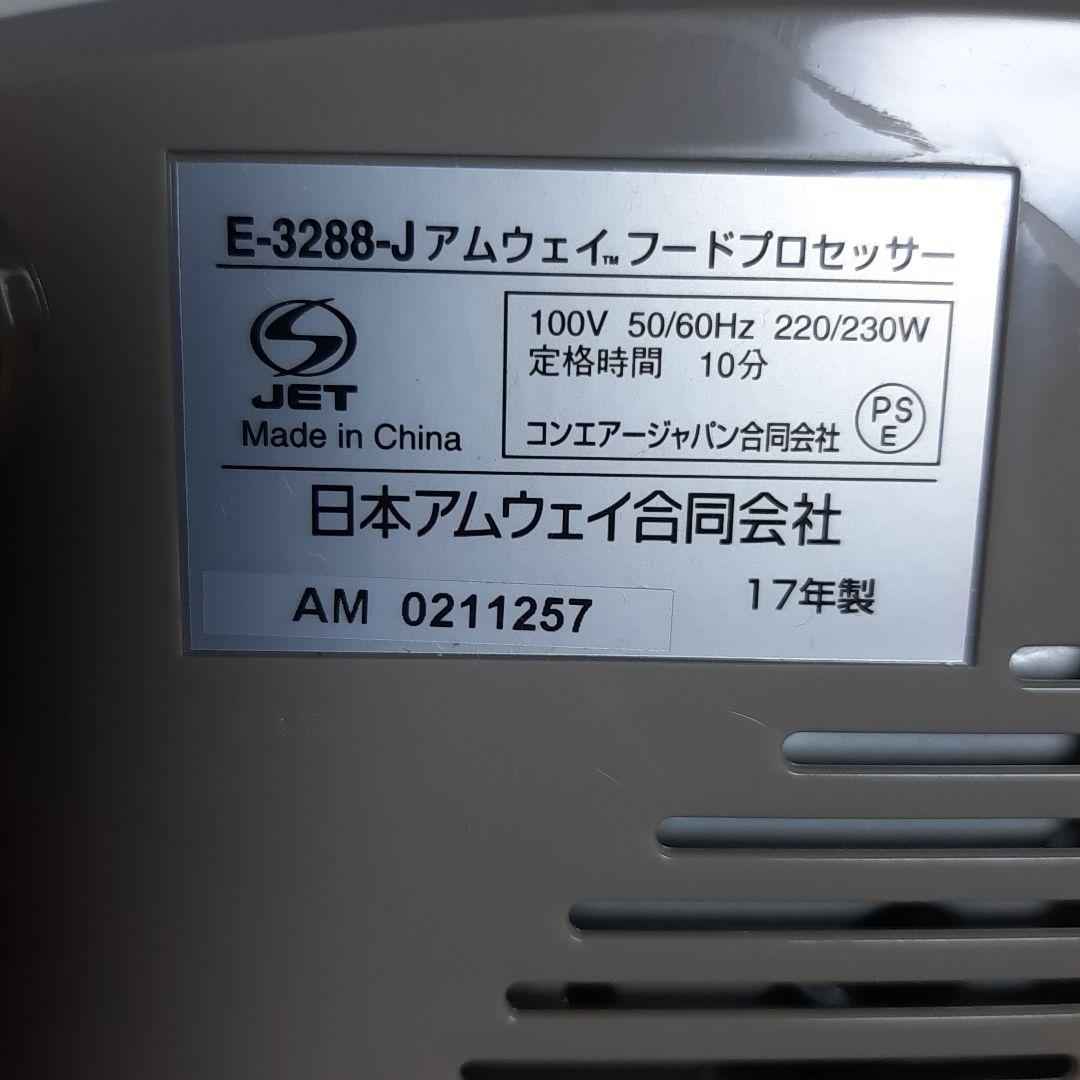 E-3288-Jアムウェイ™フードプロセッサー
JET
Made in China
100V 50/60Hz 220/230W
定格時間 10分
コンエアージャパン合同会社
PS
E
日本アムウェイ合同会社
AM 0211257
17年製